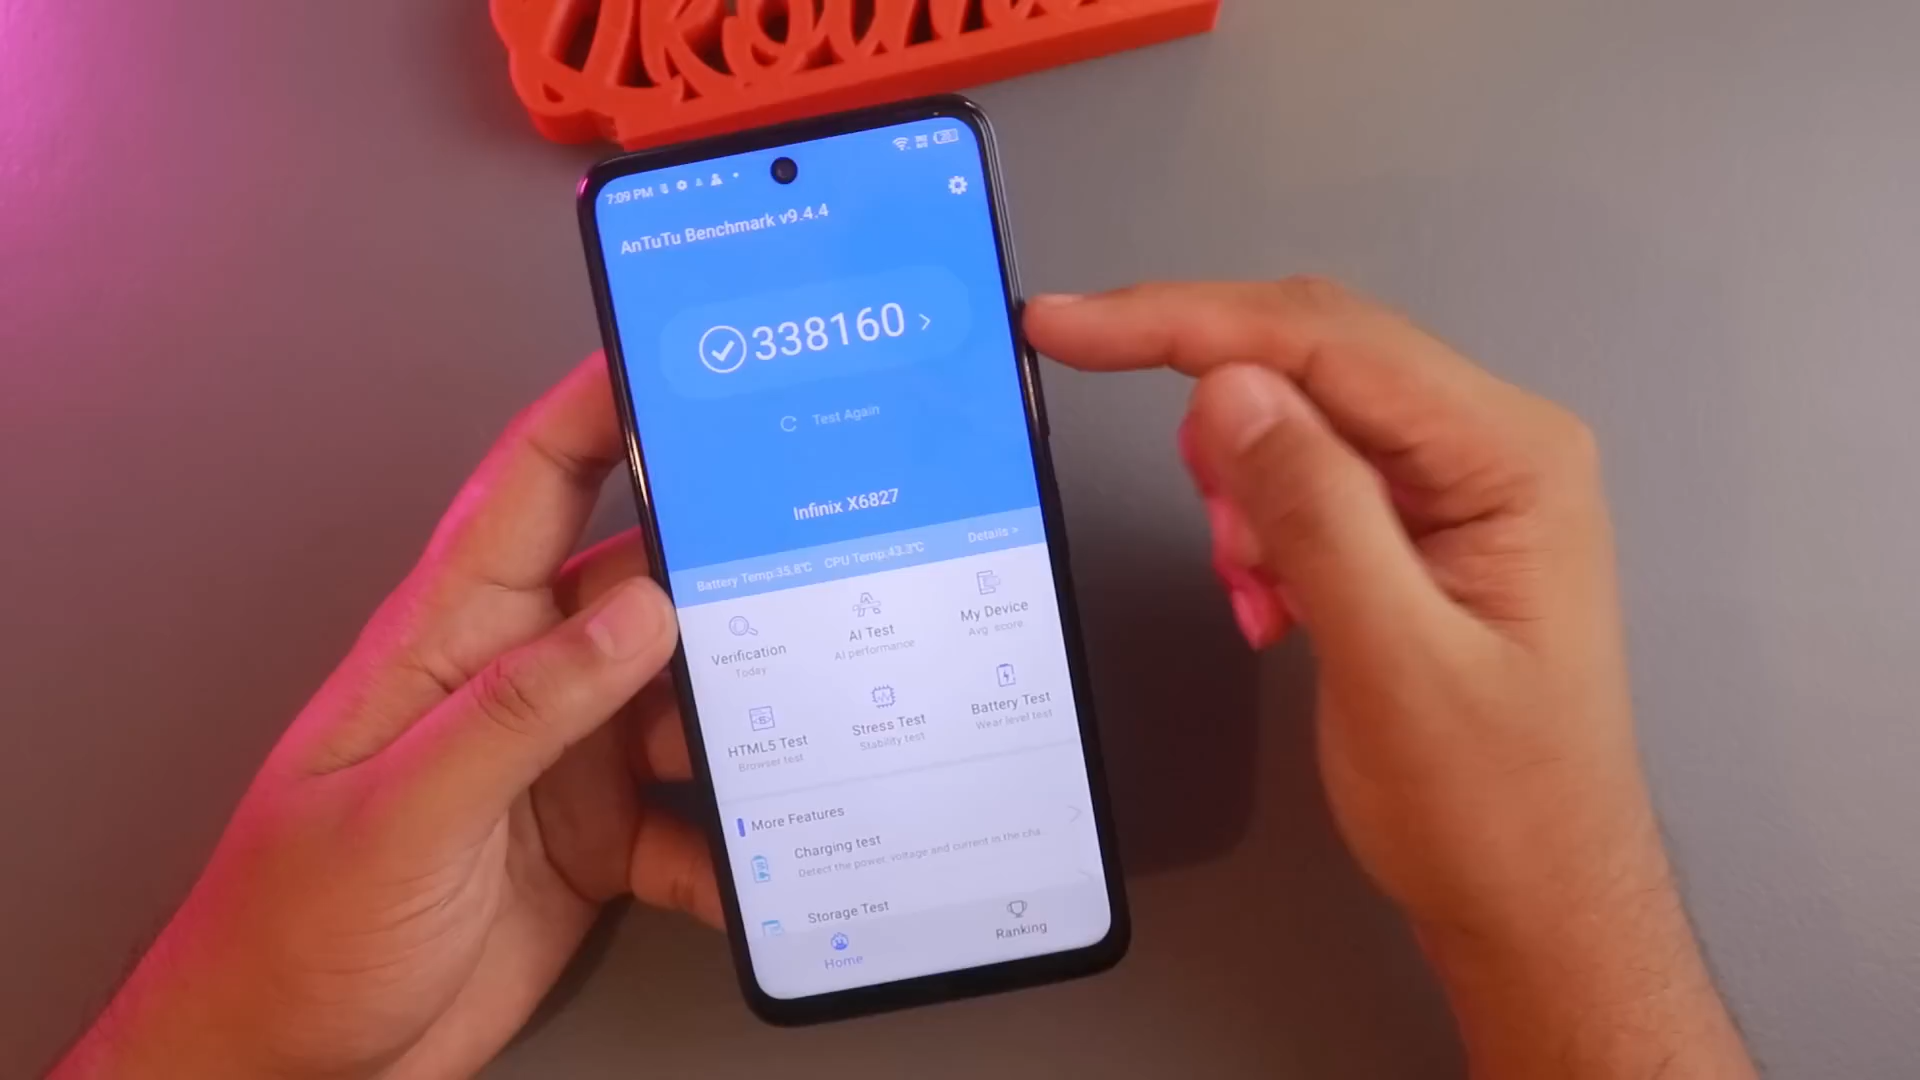 7:09 PM
AnTuTu Benchmark v9.4.4
338160
Test Again
Infinix X6827
Battery Temp:35.8℃ CPU Temp:43.3℃ Details >
Verification
Today
AI Test
AI performance
My Device
Avg. score
HTML5 Test
Browser test
Stress Test
Stability test
Battery Test
Wear level test
More Features
Charging test
Detect the power, voltage and current in the cha...
Storage Test
Home
Ranking